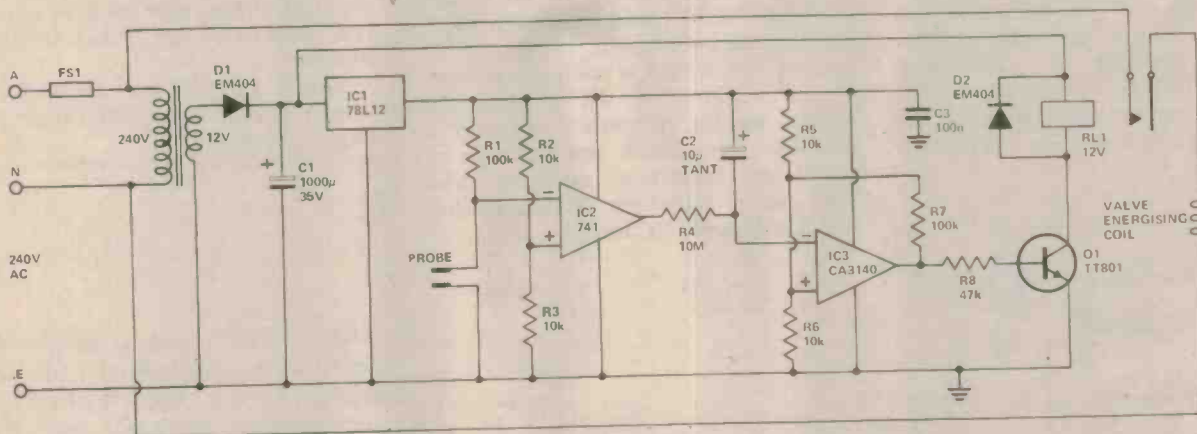 A
FS1
240V
12V
N
240V
AC
E
D1
EM404
C1
1000µ
35V
+
IC1
78L12
R1
100k
R2
10k
PROBE
R3
10k
−
+
IC2
741
R4
10M
C2
10µ
TANT
+
R5
10k
R6
10k
−
+
IC3
CA3140
C3
100n
R7
100k
R8
47k
D2
EM404
RL1
12V
Q1
TT801
VALVE
ENERGISING
COIL